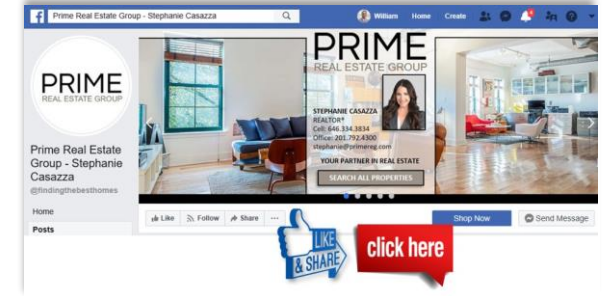 Prime Real Estate Group - Stephanie Casazza
William Home Create
PRIME
REAL ESTATE GROUP
PRIME
REAL ESTATE GROUP
STEPHANIE CASAZZA
REALTOR®
Cell: 646.334.3834
Office: 201.792.4300
stephanie@primereg.com
YOUR PARTNER IN REAL ESTATE
SEARCH ALL PROPERTIES
Prime Real Estate
Group - Stephanie
Casazza
@findingthebesthomes
Home
Posts
Like Follow Share ...
Shop Now Send Message
LIKE
& SHARE
click here